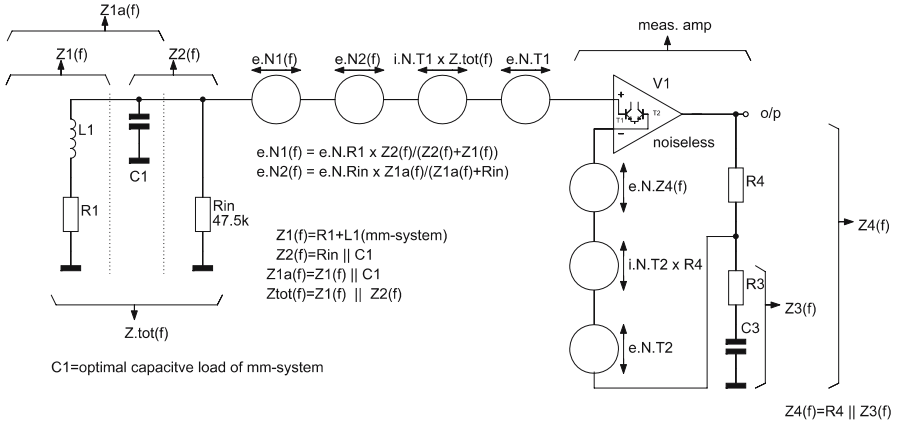 Z1a(f)
meas. amp
Z1(f)
Z2(f)
e.N1(f)
e.N2(f)
i.N.T1 x Z.tot(f)
e.N.T1
V1
+
T1
T2
o/p
L1
C1
−
noiseless
e.N1(f) = e.N.R1 x Z2(f)/(Z2(f)+Z1(f))
e.N2(f) = e.N.Rin x Z1a(f)/(Z1a(f)+Rin)
e.N.Z4(f)
R4
R1
Rin
47.5k
Z4(f)
Z1(f)=R1+L1(mm-system)
Z2(f)=Rin || C1
Z1a(f)=Z1(f) || C1
Ztot(f)=Z1(f) || Z2(f)
i.N.T2 x R4
R3
Z3(f)
C3
Z.tot(f)
e.N.T2
C1=optimal capacitve load of mm-system
Z4(f)=R4 || Z3(f)